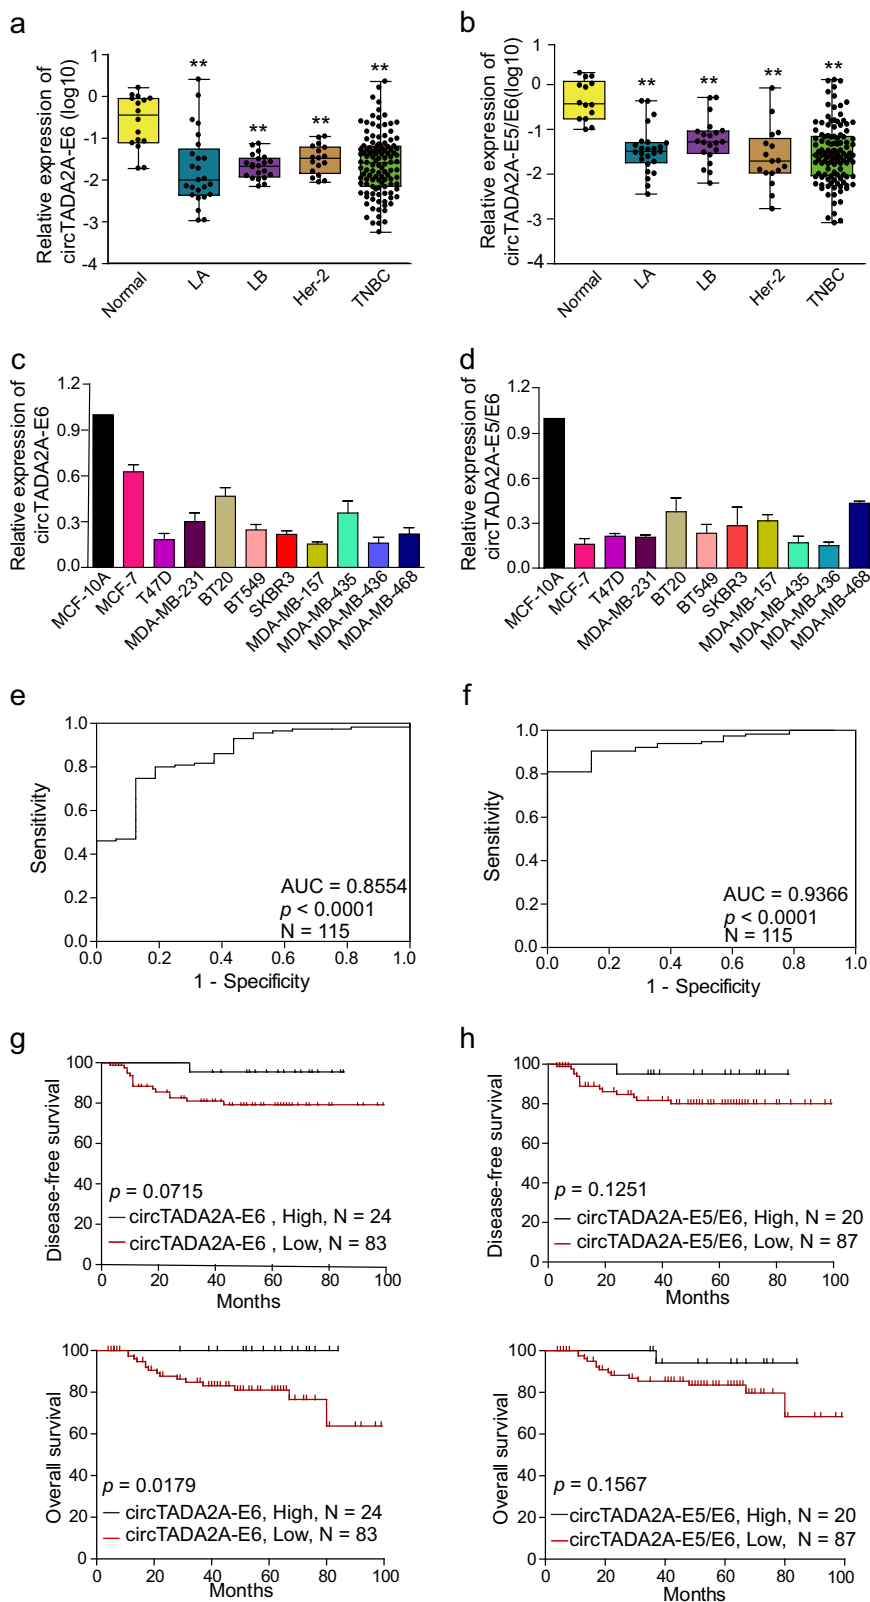 a
Relative expression of
circTADA2A-E6 (log10)
1
0
-1
-2
-3
-4
**
**
**
**
Normal
LA
LB
Her-2
TNBC
b
Relative expression of
circTADA2A-E5/E6(log10)
1
0
-1
-2
-3
-4
**
**
**
**
Normal
LA
LB
Her-2
TNBC
c
Relative expression of
circTADA2A-E6
1.2
0.9
0.6
0.3
0.0
MCF-10A
MCF-7
T47D
MDA-MB-231
BT20
BT549
SKBR3
MDA-MB-157
MDA-MB-435
MDA-MB-436
MDA-MB-468
d
Relative expression of
circTADA2A-E5/E6
1.2
0.9
0.6
0.3
0.0
MCF-10A
MCF-7
T47D
MDA-MB-231
BT20
BT549
SKBR3
MDA-MB-157
MDA-MB-435
MDA-MB-436
MDA-MB-468
e
Sensitivity
1.0
0.8
0.6
0.4
0.2
0.0
AUC = 0.8554
p < 0.0001
N = 115
0.0 0.2 0.4 0.6 0.8 1.0
1 - Specificity
f
Sensitivity
1.0
0.8
0.6
0.4
0.2
0.0
AUC = 0.9366
p < 0.0001
N = 115
0.0 0.2 0.4 0.6 0.8 1.0
1 - Specificity
g
Disease-free survival
100
80
60
40
20
0
p = 0.0715
circTADA2A-E6 , High, N = 24
circTADA2A-E6 , Low, N = 83
0 20 40 60 80 100
Months
Overall survival
100
80
60
40
20
0
p = 0.0179
circTADA2A-E6, High, N = 24
circTADA2A-E6, Low, N = 83
0 20 40 60 80 100
Months
h
Disease-free survival
100
80
60
40
20
0
p = 0.1251
circTADA2A-E5/E6, High, N = 20
circTADA2A-E5/E6, Low, N = 87
0 20 40 60 80 100
Months
Overall survival
100
80
60
40
20
0
p = 0.1567
circTADA2A-E5/E6, High, N = 20
circTADA2A-E5/E6, Low, N = 87
0 20 40 60 80 100
Months